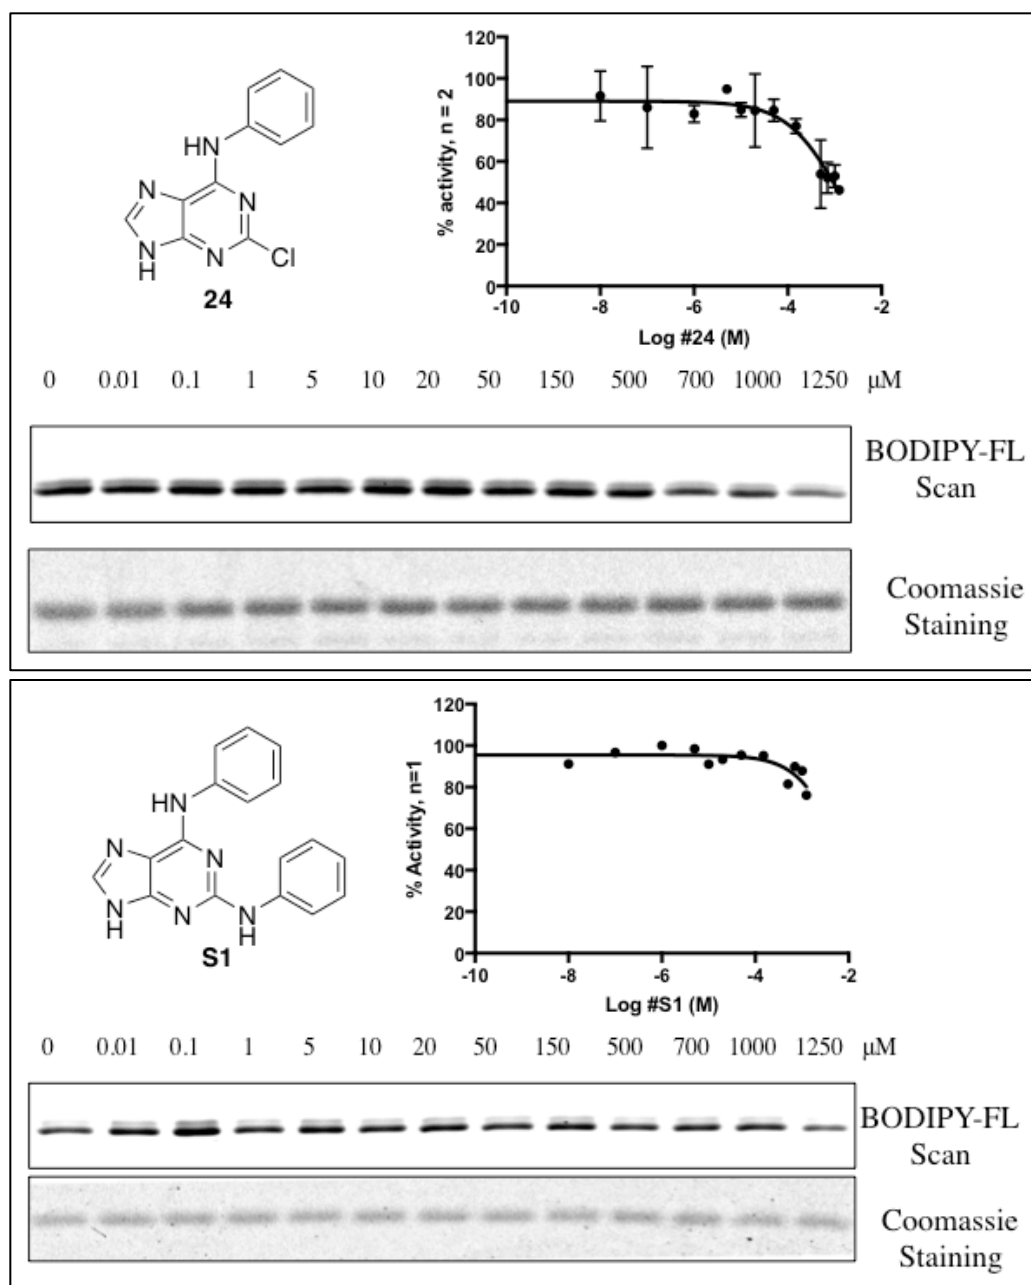 HN
N
N
N
H
N
Cl
24
120
100
80
60
40
20
0
% activity, n = 2
-10 -8 -6 -4 -2
Log #24 (M)
0 0.01 0.1 1 5 10 20 50 150 500 700 1000 1250 µM
BODIPY-FL
Scan
Coomassie
Staining
HN
N
N
N
H
N
N
H
S1
120
100
80
60
40
20
0
% Activity, n=1
-10 -8 -6 -4 -2
Log #S1 (M)
0 0.01 0.1 1 5 10 20 50 150 500 700 1000 1250 µM
BODIPY-FL
Scan
Coomassie
Staining